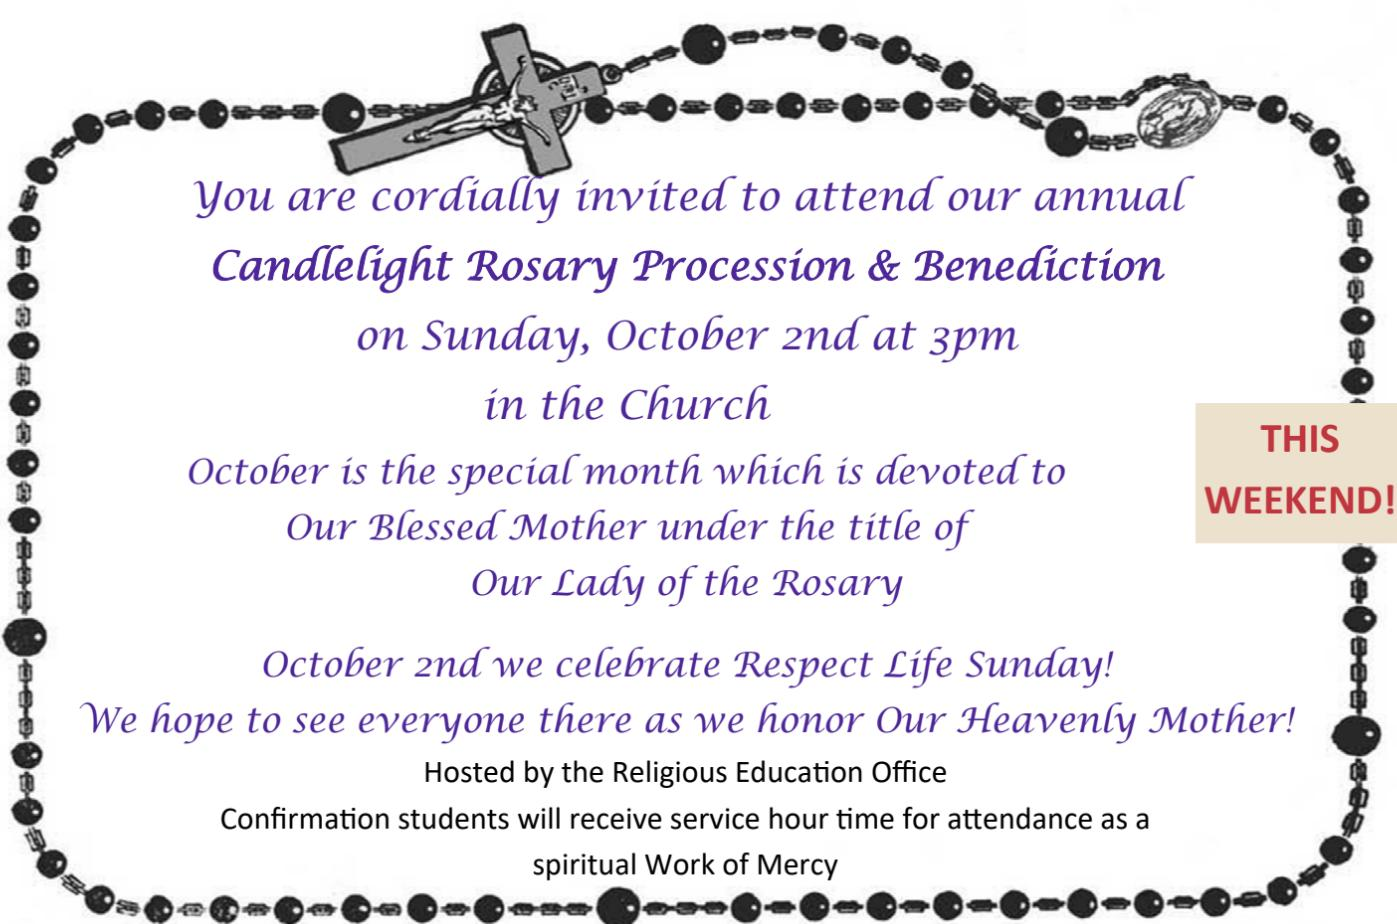 You are cordially invited to attend our annual
Candlelight Rosary Procession & Benediction
on Sunday, October 2nd at 3pm
in the Church
October is the special month which is devoted to
Our Blessed Mother under the title of
Our Lady of the Rosary
THIS
WEEKEND!
October 2nd we celebrate Respect Life Sunday!
We hope to see everyone there as we honor Our Heavenly Mother!
Hosted by the Religious Education Office
Confirmation students will receive service hour time for attendance as a
spiritual Work of Mercy